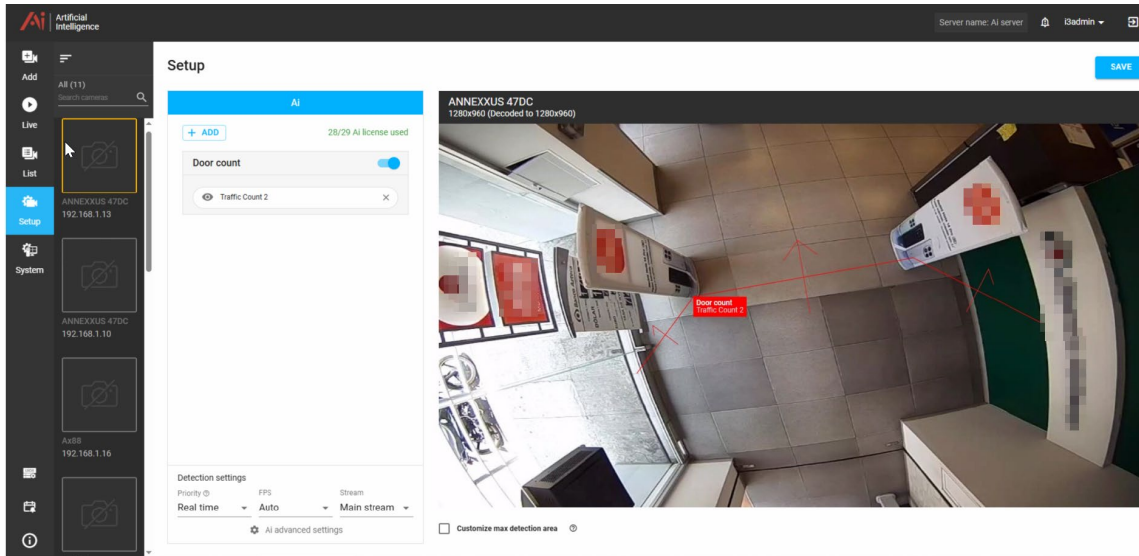 Ai
Artificial
Intelligence
Server name: Ai server
i3admin
Add
Live
List
Setup
System
All (11)
Search cameras
ANNEXXUS 47DC
192.168.1.13
ANNEXXUS 47DC
192.168.1.10
Ax88
192.168.1.16
Setup
SAVE
Ai
+ ADD
28/29 Ai license used
Door count
Traffic Count 2
Detection settings
Priority
FPS
Stream
Real time
Auto
Main stream
Ai advanced settings
ANNEXXUS 47DC
1280x960 (Decoded to 1280x960)
Door count
Traffic Count 2
Customize max detection area